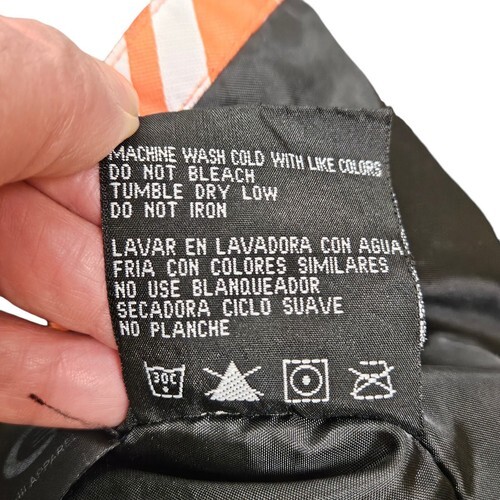 MACHINE WASH COLD WITH LIKE COLORS
DO NOT BLEACH
TUMBLE DRY LOW
DO NOT IRON
LAVAR EN LAVADORA CON AGUA
FRIA CON COLORES SIMILARES
NO USE BLANQUEADOR
SECADORA CICLO SUAVE
NO PLANCHE
30C